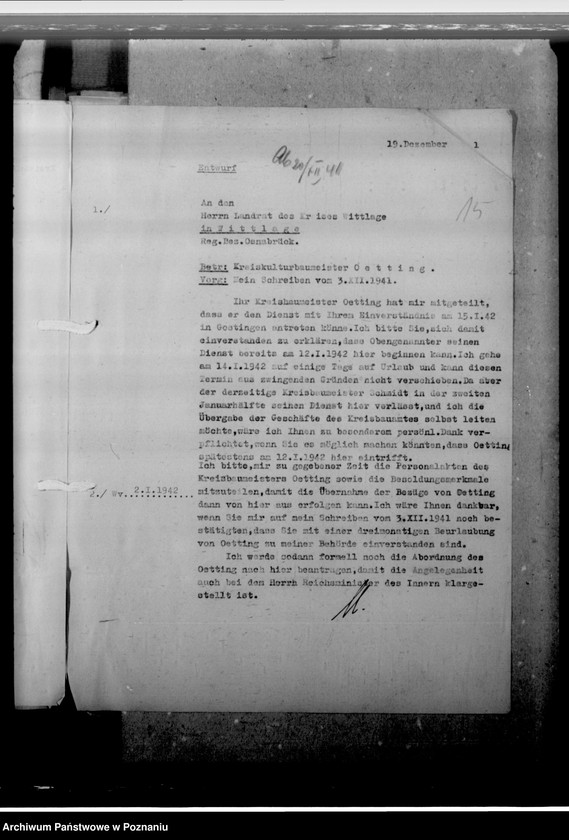 19.Dezember 1
Entwurf
Ab 20/XII 41
15
1./
An den
Herrn Landrat des Kreises Wittlage
in W i t t l a g e
Reg.Bez.Osnabrück.
Betr: Kreiskulturbaumeister O e t t i n g .
Vorg: Mein Schreiben vom 3.XII.1941.
Ihr Kreisbaumeister Oetting hat mir mitgeteilt,
dass er den Dienst mit Ihrem Einverständnis am 15.I.42
in Gostingen antreten könne.Ich bitte Sie,sich damit
einverstanden zu erklären,dass Obengenannter seinen
Dienst bereits am 12.I.1942 hier beginnen kann.Ich gehe
am 14.I.1942 auf einige Tage auf Urlaub und kann diesen
Termin aus zwingenden Gründen nicht verschieben.Da aber
der derzeitige Kreisbaumeister Schmidt in der zweiten
Januarhälfte seinen Dienst hier verlässt,und ich die
Übergabe der Geschäfte des Kreisbauamtes selbst leiten
möchte,wäre ich Ihnen zu besonderem persönl.Dank ver-
pflichtet,wenn Sie es möglich machen könnten,dass Oetting
spätestens am 12.I.1942 hier eintrifft.
Ich bitte,mir zu gegebener Zeit die Personalakten des
Kreisbaumeisters Oetting sowie die Besoldungsmerkmale
2./ Wv. 2.I.1942
mitzuteilen,damit die Übernahme der Bezüge von Oetting
dann von hier aus erfolgen kann.Ich wäre Ihnen dankbar,
wenn Sie mir auf mein Schreiben vom 3.XII.1941 noch be-
stätigten,dass Sie mit einer dreimonatigen Beurlaubung
von Oetting zu meiner Behörde einverstanden sind.
Ich werde sodann formell noch die Abordnung des
Oetting nach hier beantragen,damit die Angelegenheit
auch bei dem Herrn Reichsminister des Innern klarge-
stellt ist.
Archiwum Państwowe w Poznaniu